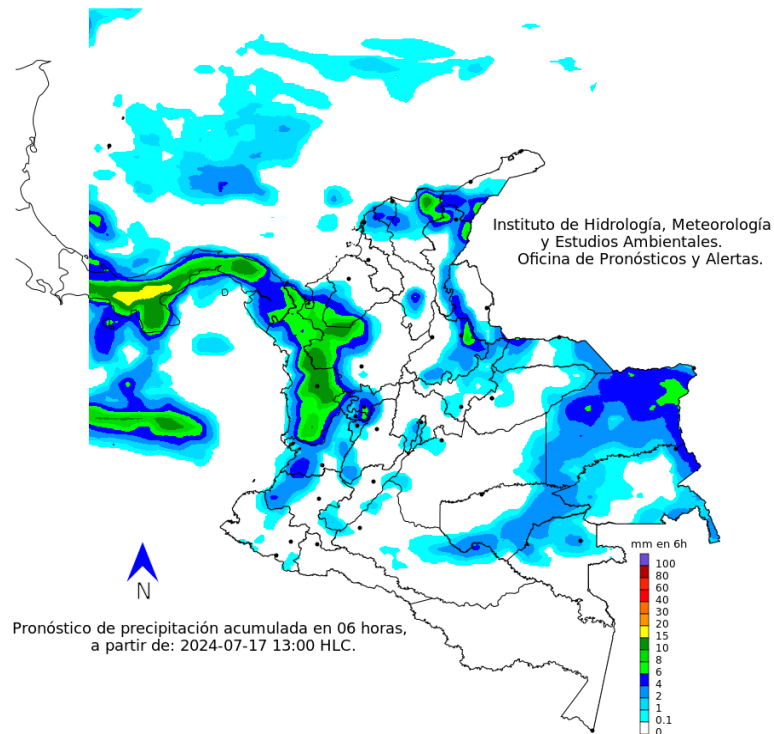 Instituto de Hidrología, Meteorología
y Estudios Ambientales.
Oficina de Pronósticos y Alertas.
mm en 6h
100
80
60
40
30
20
15
10
8
6
4
2
1
0.1
0
N
Pronóstico de precipitación acumulada en 06 horas,
a partir de: 2024-07-17 13:00 HLC.